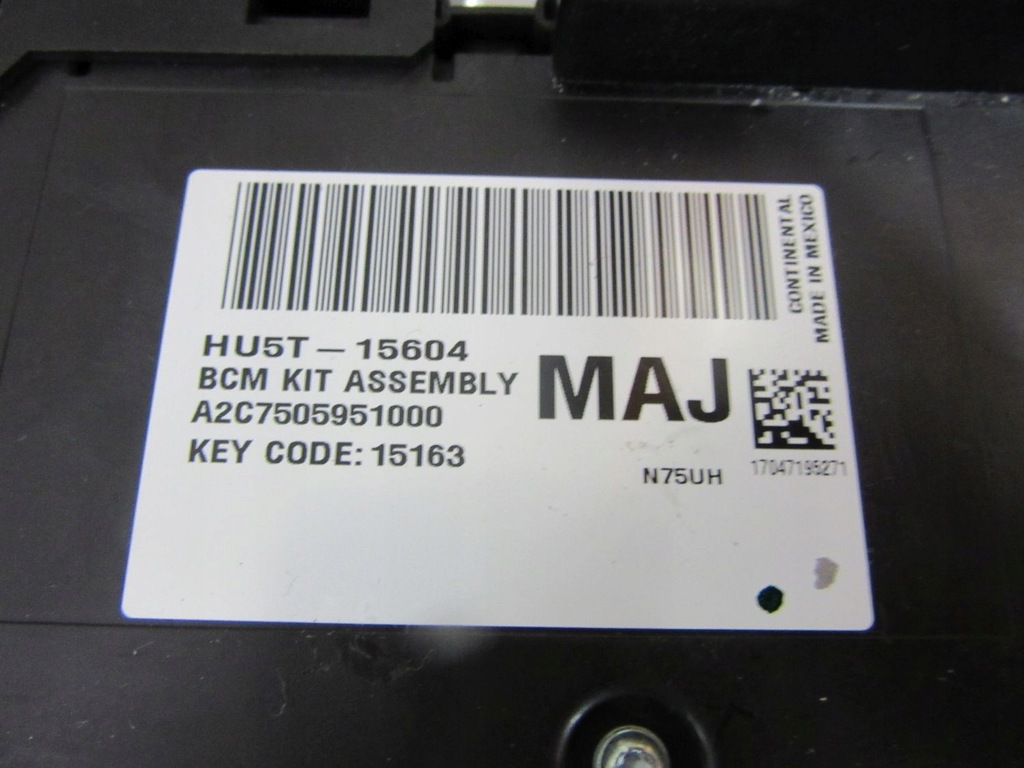 CONTINENTAL
MADE IN MEXICO
HU5T-15604
BCM KIT ASSEMBLY
MAJ
A2C7505951000
KEY CODE: 15163
N75UH
17047195271